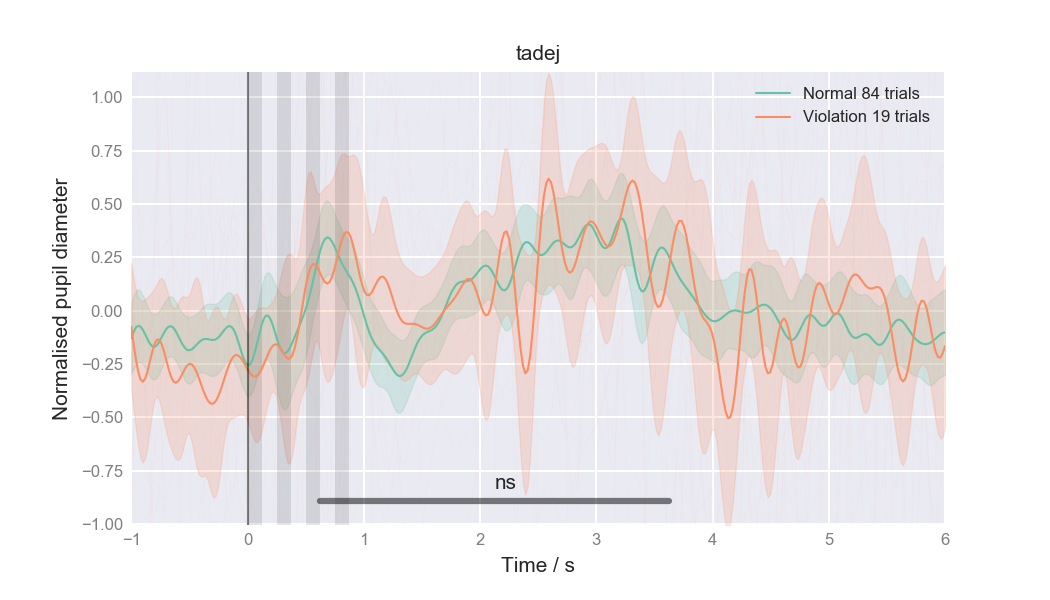 tadej
Normal 84 trials
Violation 19 trials
Normalised pupil diameter
1.00
0.75
0.50
0.25
0.00
−0.25
−0.50
−0.75
−1.00
ns
−1 0 1 2 3 4 5 6
Time / s